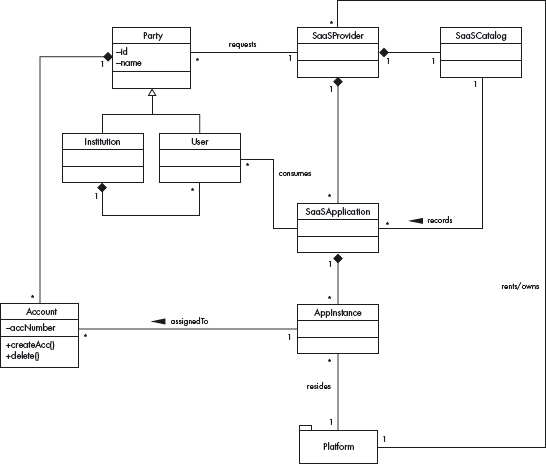 *
Party
SaaSProvider
SaaSCatalog
–id
–name
requests
1
*
1
1
1
1
1
Institution
User
*
consumes
1
*
*
SaaSApplication
*
records
1
rents/owns
*
*
Account
AppInstance
–accNumber
assignedTo
*
1
+createAcc()
+delete()
*
resides
1
Platform
1